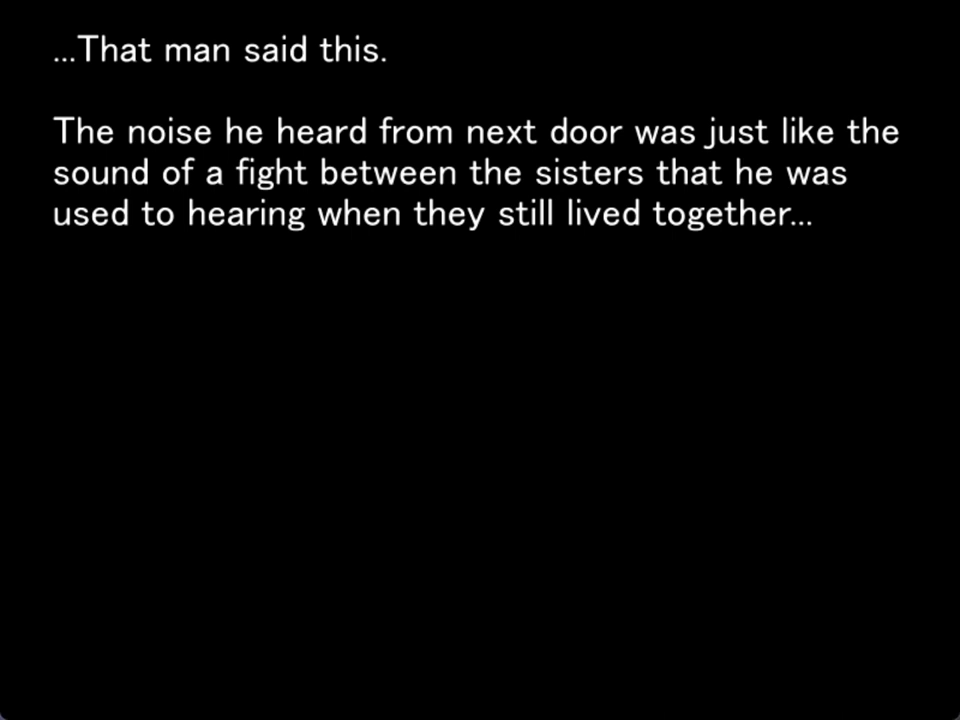 ...That man said this.
The noise he heard from next door was just like the
sound of a fight between the sisters that he was
used to hearing when they still lived together...